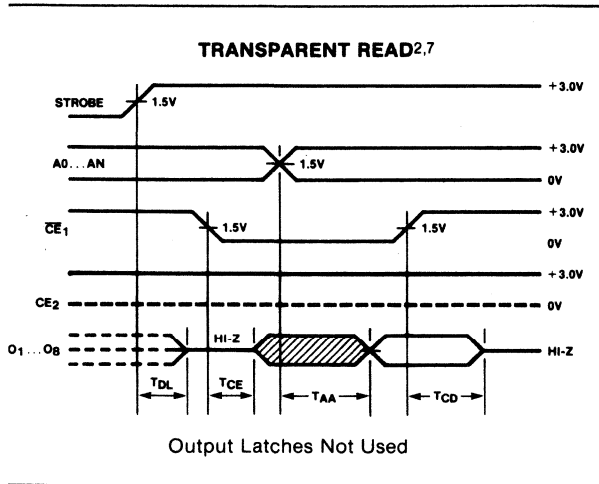 TRANSPARENT READ2,7
STROBE 1.5V +3.0V
A0...AN 1.5V +3.0V
0V
CE1 1.5V 1.5V +3.0V
0V
+3.0V
CE2 0V
O1...O8 HI-Z HI-Z
TDL TCE TAA TCD
Output Latches Not Used